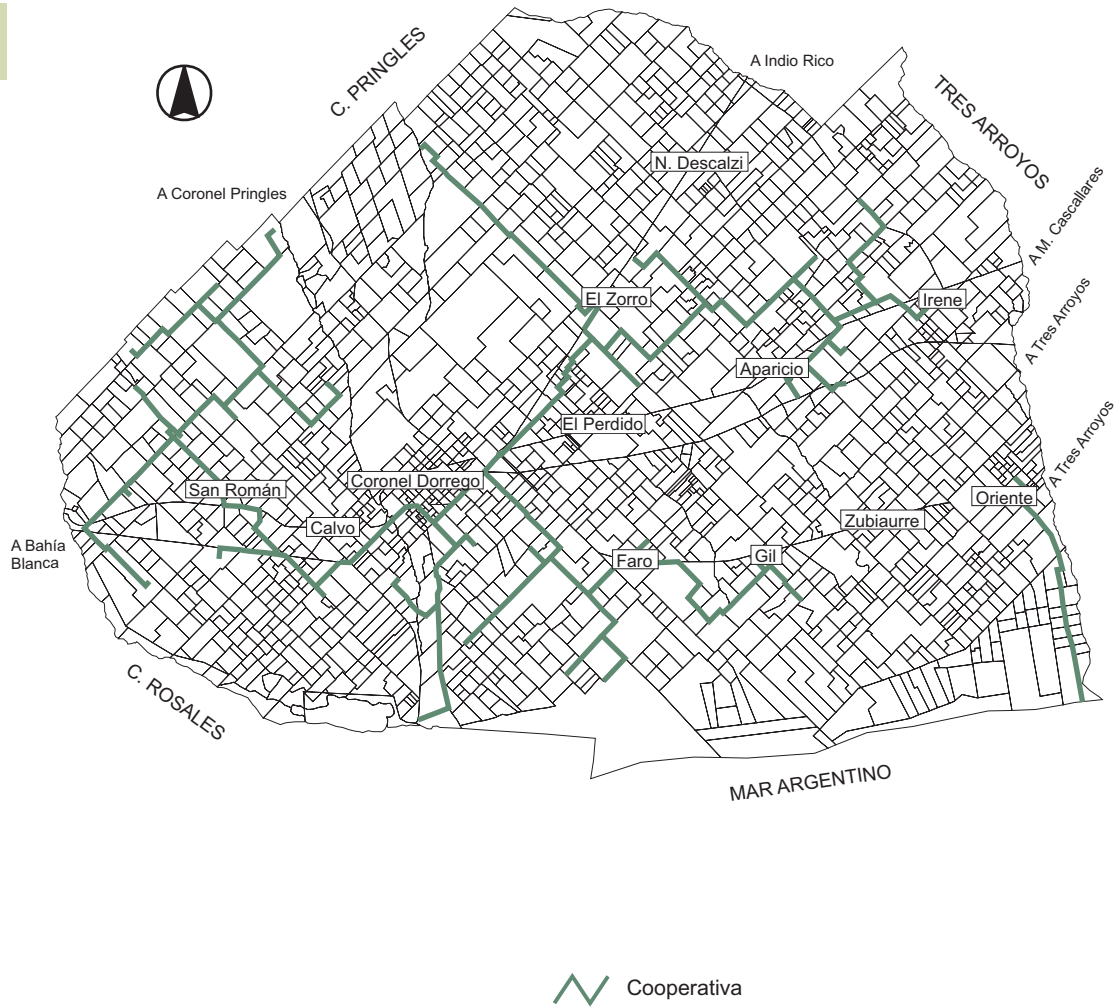 C. PRINGLES
A Indio Rico
TRES ARROYOS
N. Descalzi
A Coronel Pringles
A M. Cascallares
El Zorro
Irene
A Tres Arroyos
Aparicio
El Perdido
A Tres Arroyos
Coronel Dorrego
San Román
Oriente
Calvo
Zubiaurre
A Bahía
Blanca
Faro
Gil
C. ROSALES
MAR ARGENTINO
Cooperativa